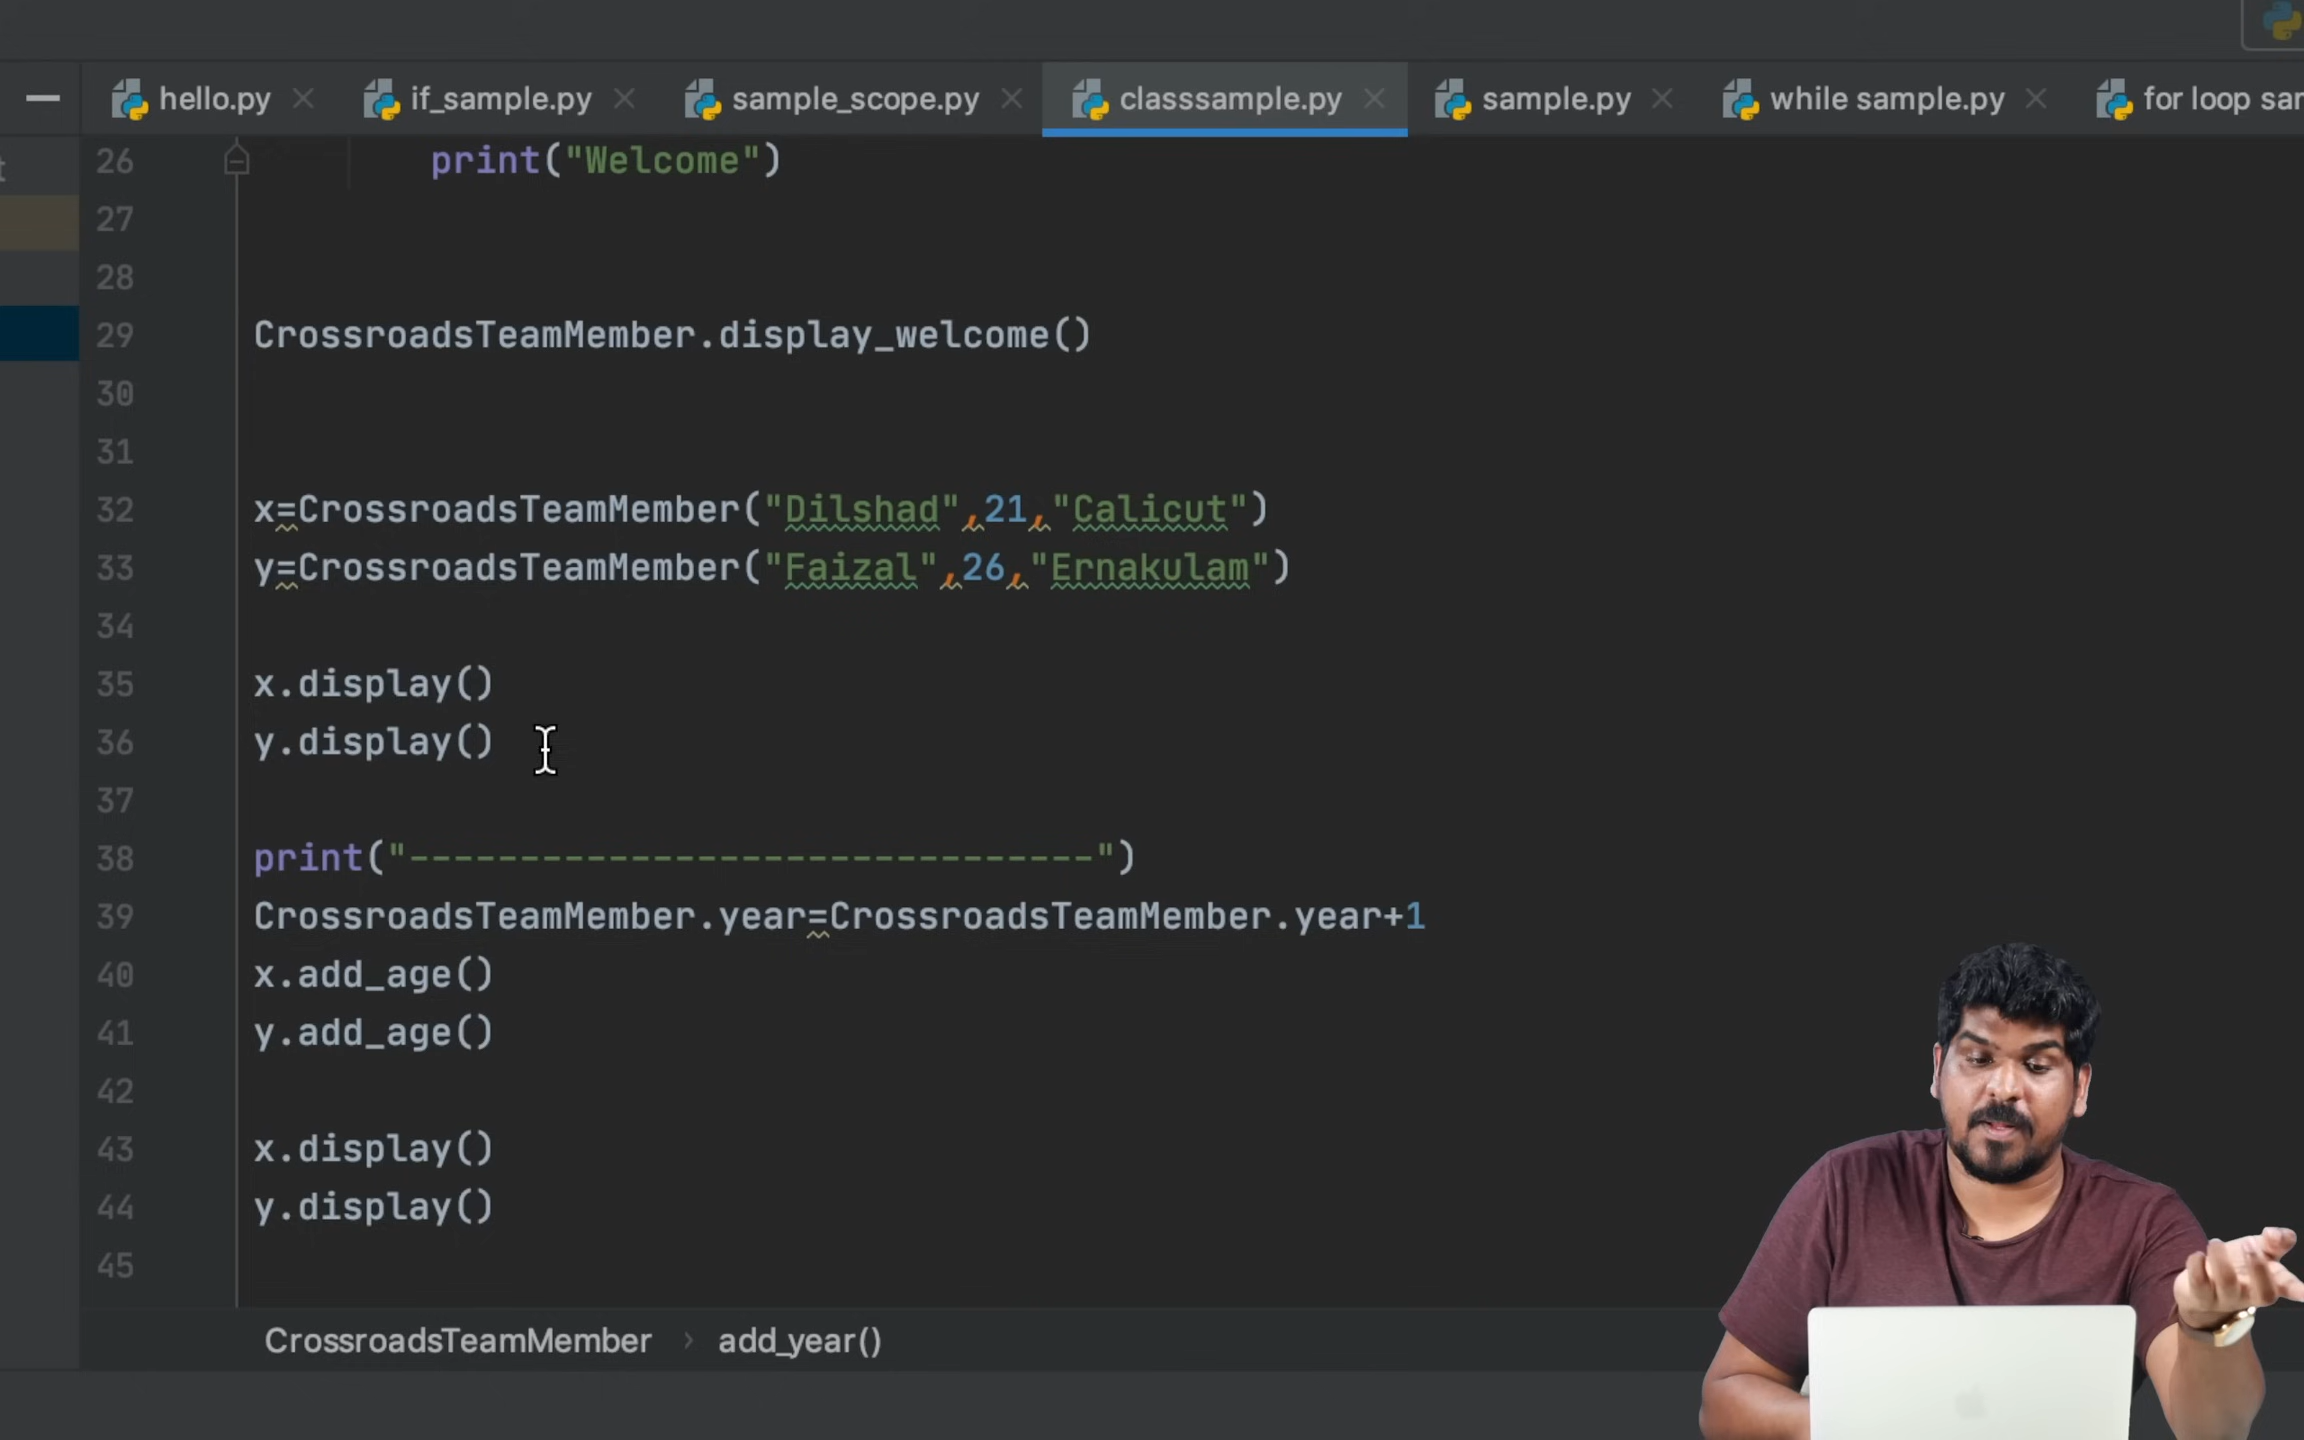 hello.py if_sample.py sample_scope.py classsample.py sample.py while sample.py for loop sar
26 print("Welcome")
27
28
29 CrossroadsTeamMember.display_welcome()
30
31
32 x=CrossroadsTeamMember("Dilshad",21,"Calicut")
33 y=CrossroadsTeamMember("Faizal",26,"Ernakulam")
34
35 x.display()
36 y.display()
37
38 print("-------------------------------")
39 CrossroadsTeamMember.year=CrossroadsTeamMember.year+1
40 x.add_age()
41 y.add_age()
42
43 x.display()
44 y.display()
45
CrossroadsTeamMember › add_year()